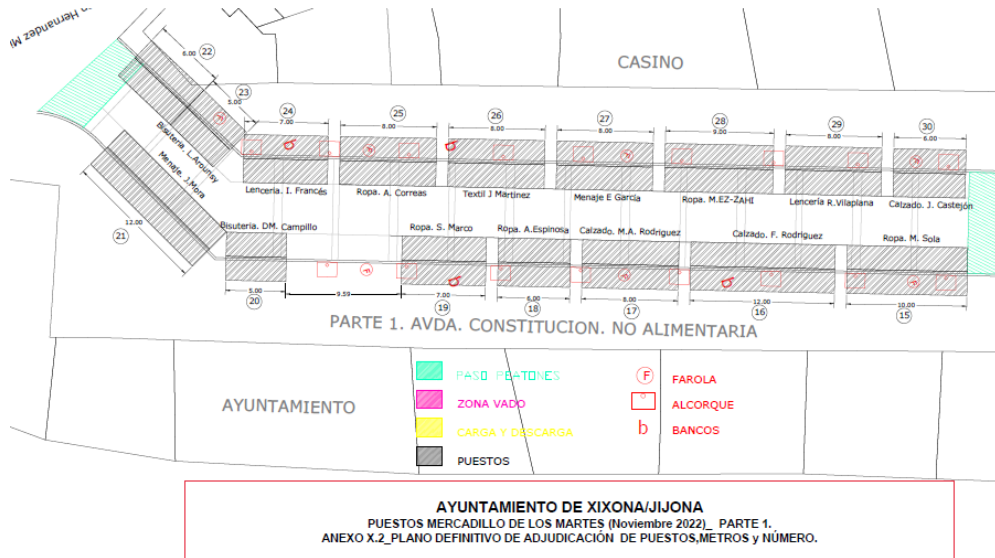 Hernandez Mi
CASINO
22
6.00
23
5.00
24
7.00
25
8.00
26
8.00
27
8.00
28
9.00
29
8.00
30
6.00
F
b
F
b
F
F
Bisuteria. L.Arounsy
Menaje. J.Mora
Lencería. I. Francés
Ropa. A. Correas
Textil J Martinez
Menaje E García
Ropa. M.EZ-ZAHI
Lencería R.Vilaplana
Calzado. J. Castejón
12.00
21
Bisuteria. DM. Campillo
Ropa. S. Marco
Ropa. A.Espinosa
Calzado. M.A. Rodriguez
Calzado. F. Rodriguez
Ropa. M. Sola
F
b
F
b
F
5.00
20
9.59
7.00
19
6.00
18
8.00
17
12.00
16
10.00
15
PARTE 1. AVDA. CONSTITUCION. NO ALIMENTARIA
AYUNTAMIENTO
PASO PEATONES
ZONA VADO
CARGA Y DESCARGA
PUESTOS
F FAROLA
ALCORQUE
b BANCOS
AYUNTAMIENTO DE XIXONA/JIJONA
PUESTOS MERCADILLO DE LOS MARTES (Noviembre 2022)_ PARTE 1.
ANEXO X.2_PLANO DEFINITIVO DE ADJUDICACIÓN DE PUESTOS,METROS y NÚMERO.